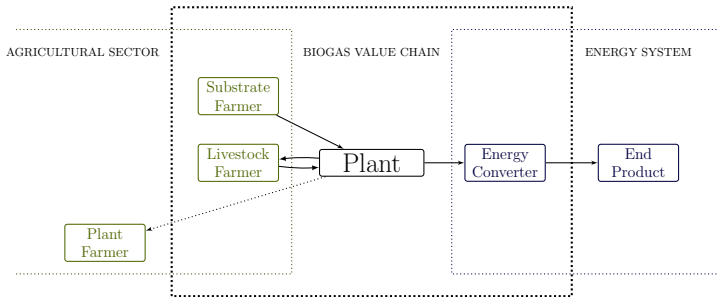 AGRICULTURAL SECTOR
BIOGAS VALUE CHAIN
ENERGY SYSTEM
Substrate
Farmer
Livestock
Farmer
Plant
Energy
Converter
End
Product
Plant
Farmer